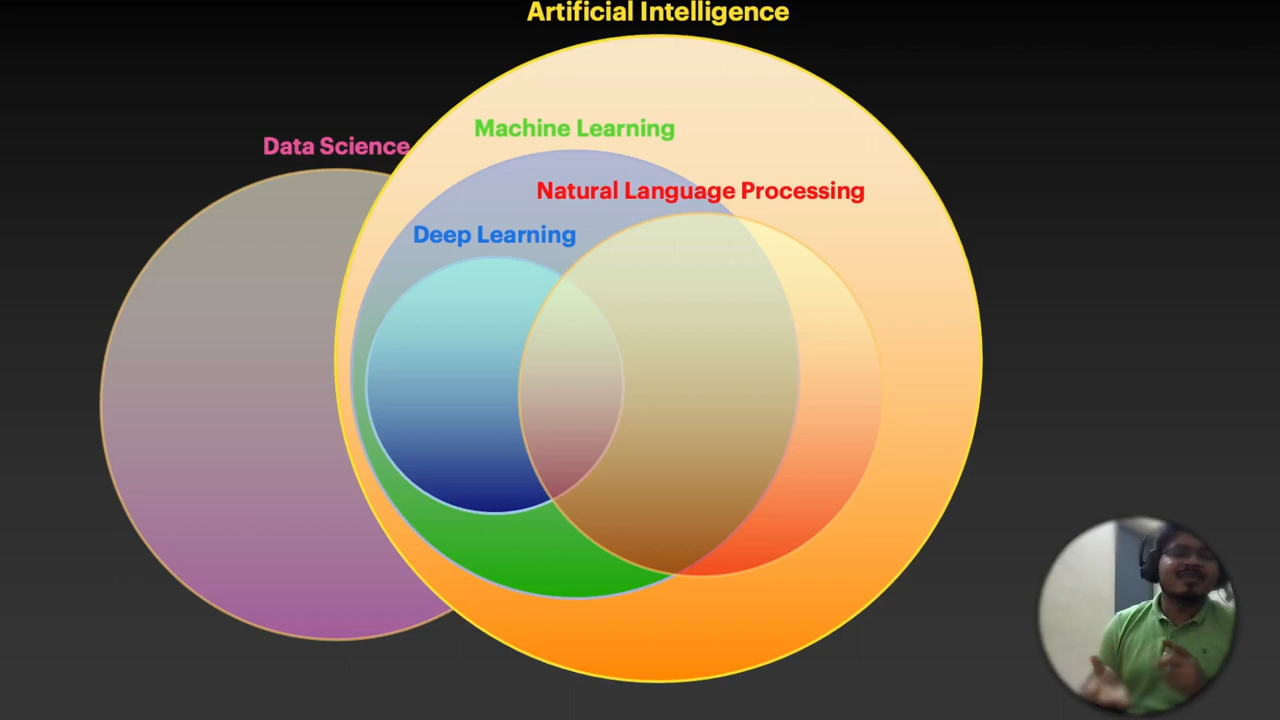 Artificial Intelligence
Machine Learning
Data Science
Natural Language Processing
Deep Learning